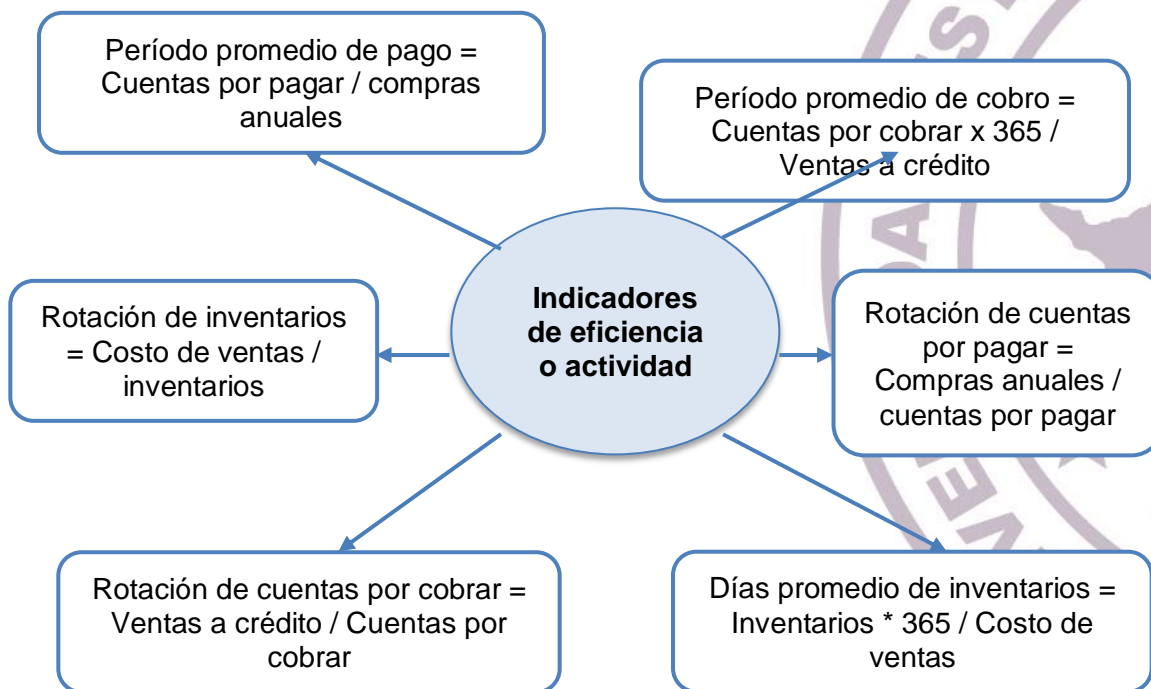 Período promedio de pago =
Cuentas por pagar / compras
anuales
Período promedio de cobro =
Cuentas por cobrar x 365 /
Ventas a crédito
Indicadores
de eficiencia
o actividad
Rotación de inventarios
= Costo de ventas /
inventarios
Rotación de cuentas
por pagar =
Compras anuales /
cuentas por pagar
Rotación de cuentas por cobrar =
Ventas a crédito / Cuentas por
cobrar
Días promedio de inventarios =
Inventarios * 365 / Costo de
ventas